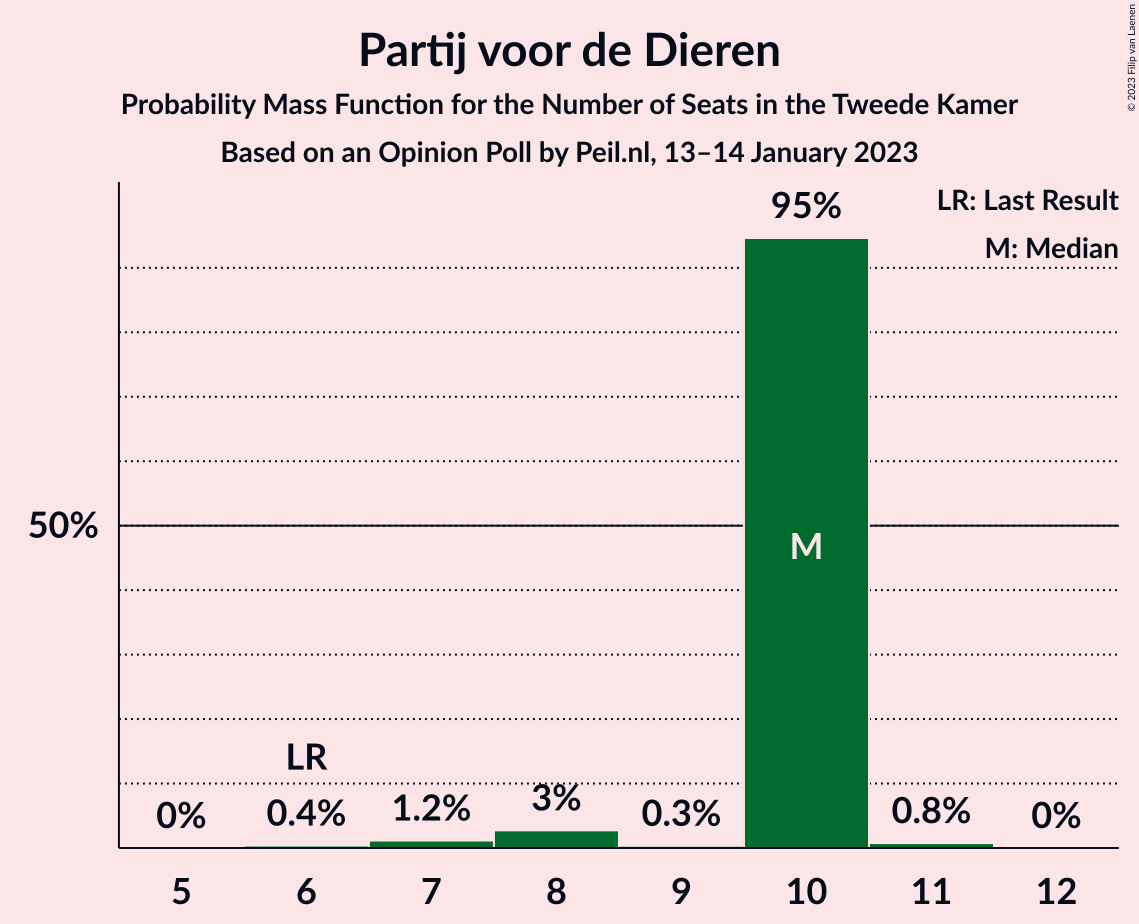 Partij voor de Dieren
Probability Mass Function for the Number of Seats in the Tweede Kamer
Based on an Opinion Poll by Peil.nl, 13–14 January 2023
© 2023 Filip van Laenen
LR: Last Result
M: Median
95%
50%
M
LR
0% 0.4% 1.2% 3% 0.3% 0.8% 0%
5 6 7 8 9 10 11 12